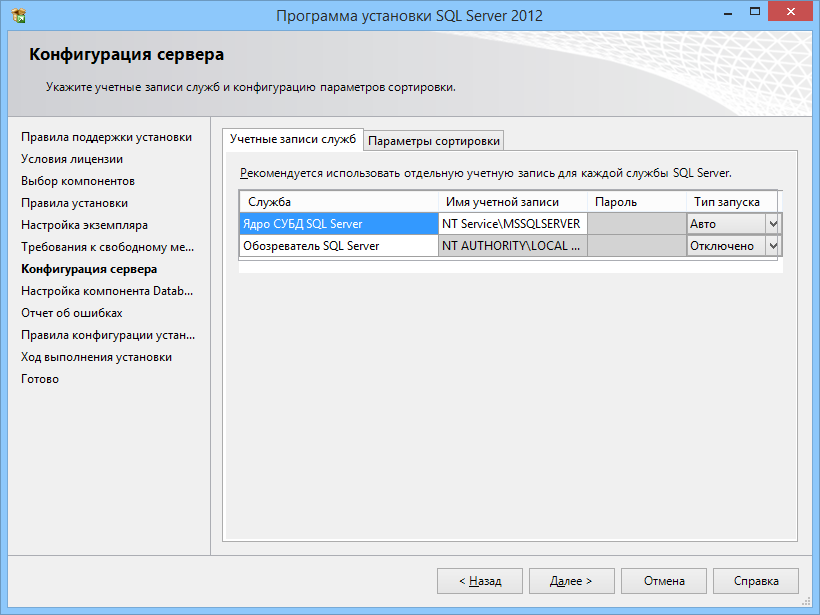 Программа установки SQL Server 2012
Конфигурация сервера
Укажите учетные записи служб и конфигурацию параметров сортировки.
Правила поддержки установки
Условия лицензии
Выбор компонентов
Правила установки
Настройка экземпляра
Требования к свободному ме...
Конфигурация сервера
Настройка компонента Datab...
Отчет об ошибках
Правила конфигурации устан...
Ход выполнения установки
Готово
Учетные записи служб Параметры сортировки
Рекомендуется использовать отдельную учетную запись для каждой службы SQL Server.
Служба Имя учетной записи Пароль Тип запуска
Ядро СУБД SQL Server NT Service\MSSQLSERVER Авто
Обозреватель SQL Server NT AUTHORITY\LOCAL ... Отключено
< Назад Далее > Отмена Справка